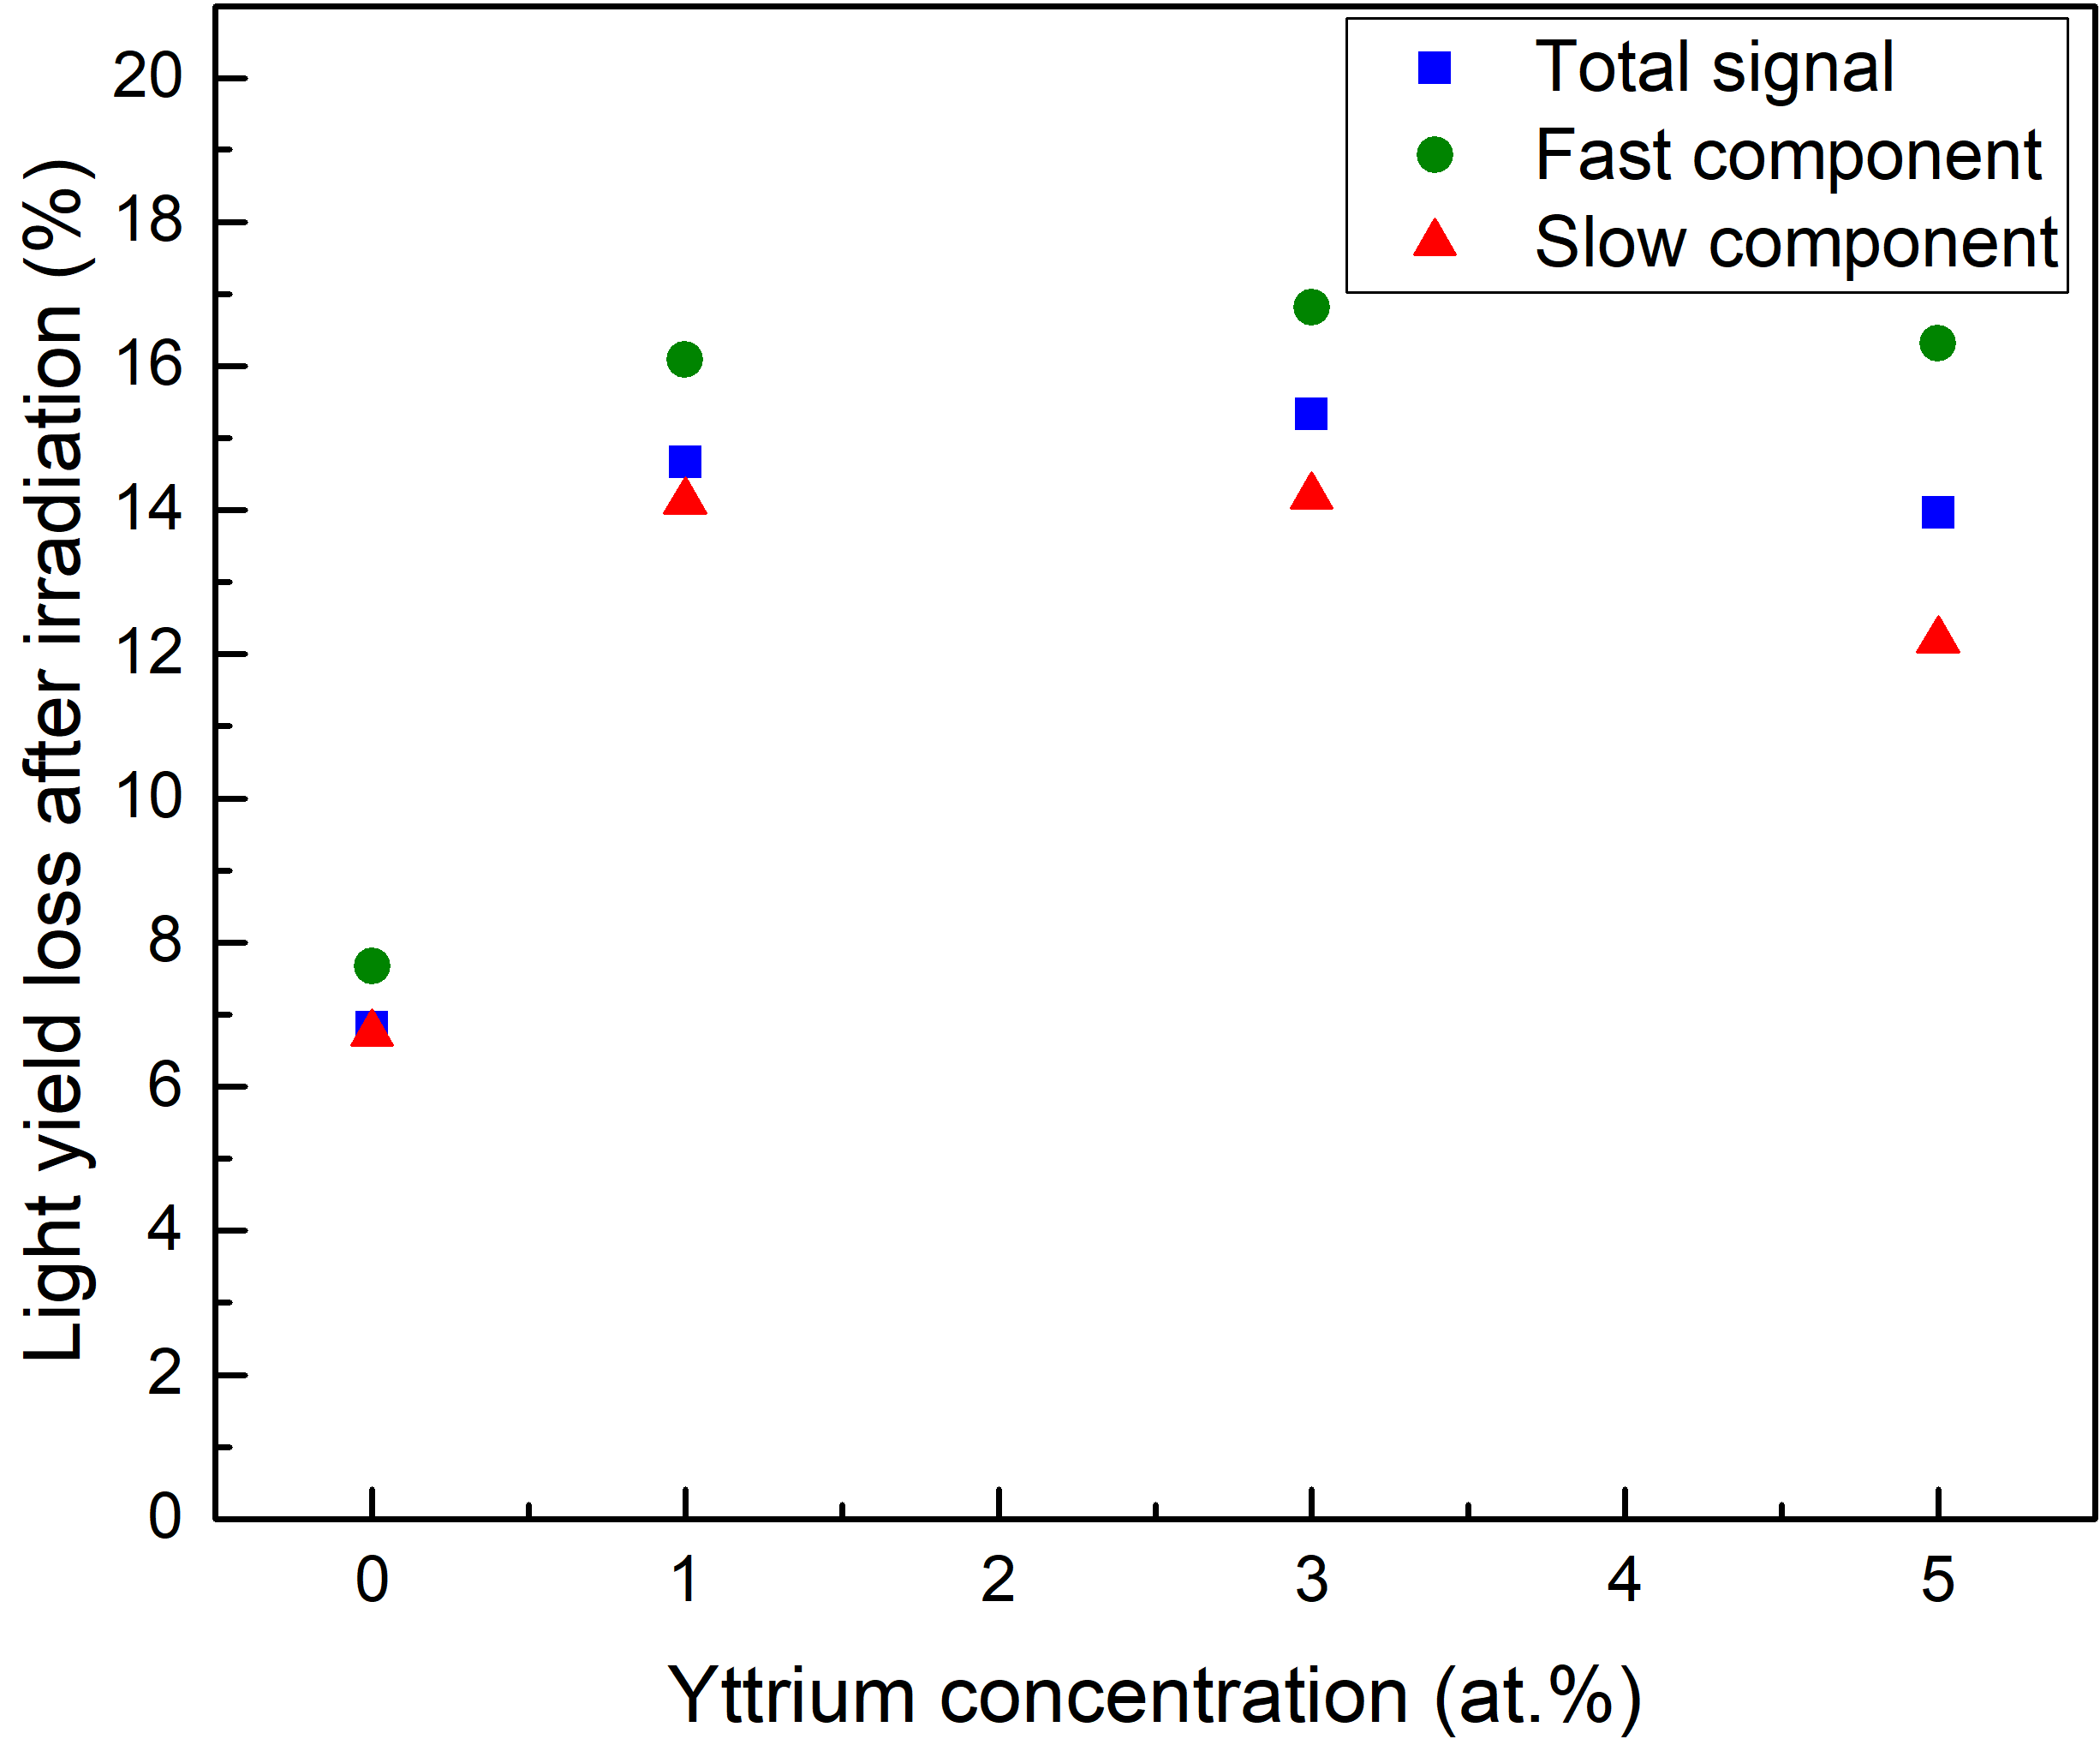 Total signal
Fast component
Slow component
Light yield loss after irradiation (%)
20
18
16
14
12
10
8
6
4
2
0
0 1 2 3 4 5
Yttrium concentration (at.%)